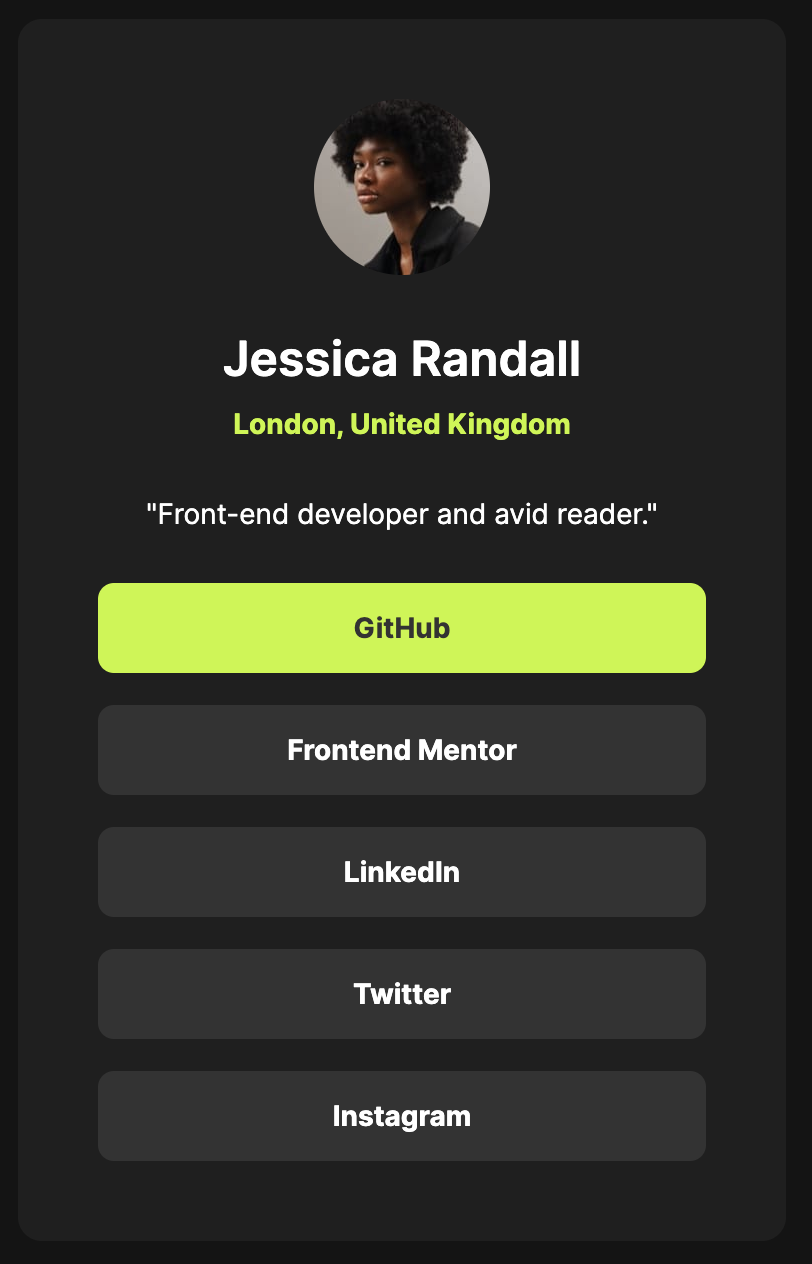 Jessica Randall
London, United Kingdom
"Front-end developer and avid reader."
GitHub
Frontend Mentor
LinkedIn
Twitter
Instagram